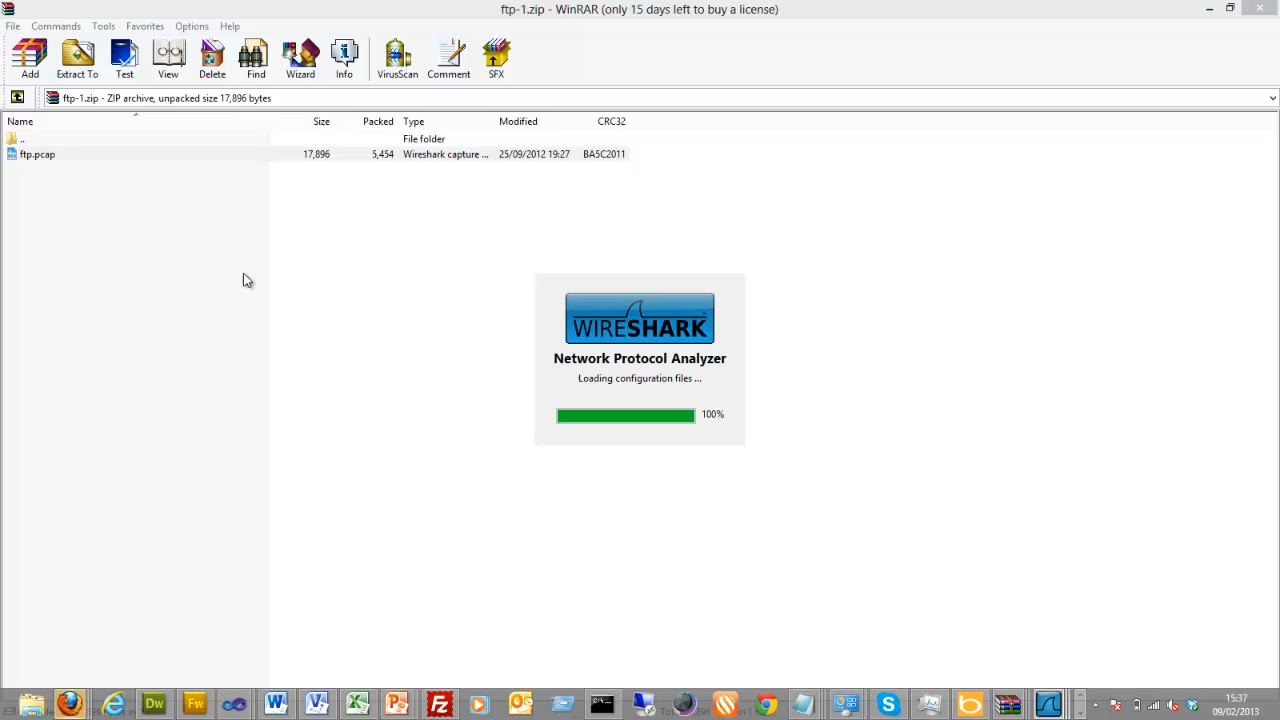 ftp-1.zip - WinRAR (only 15 days left to buy a license)
File Commands Tools Favorites Options Help
Add Extract To Test View Delete Find Wizard Info VirusScan Comment SFX
ftp-1.zip - ZIP archive, unpacked size 17,896 bytes
Name Size Packed Type Modified CRC32
.. File folder
ftp.pcap 17,896 5,454 Wireshark capture ... 25/09/2012 19:27 BA5C2011
WIRESHARK
Network Protocol Analyzer
Loading configuration files ...
100%
Dw Fw
15:37
09/02/2013